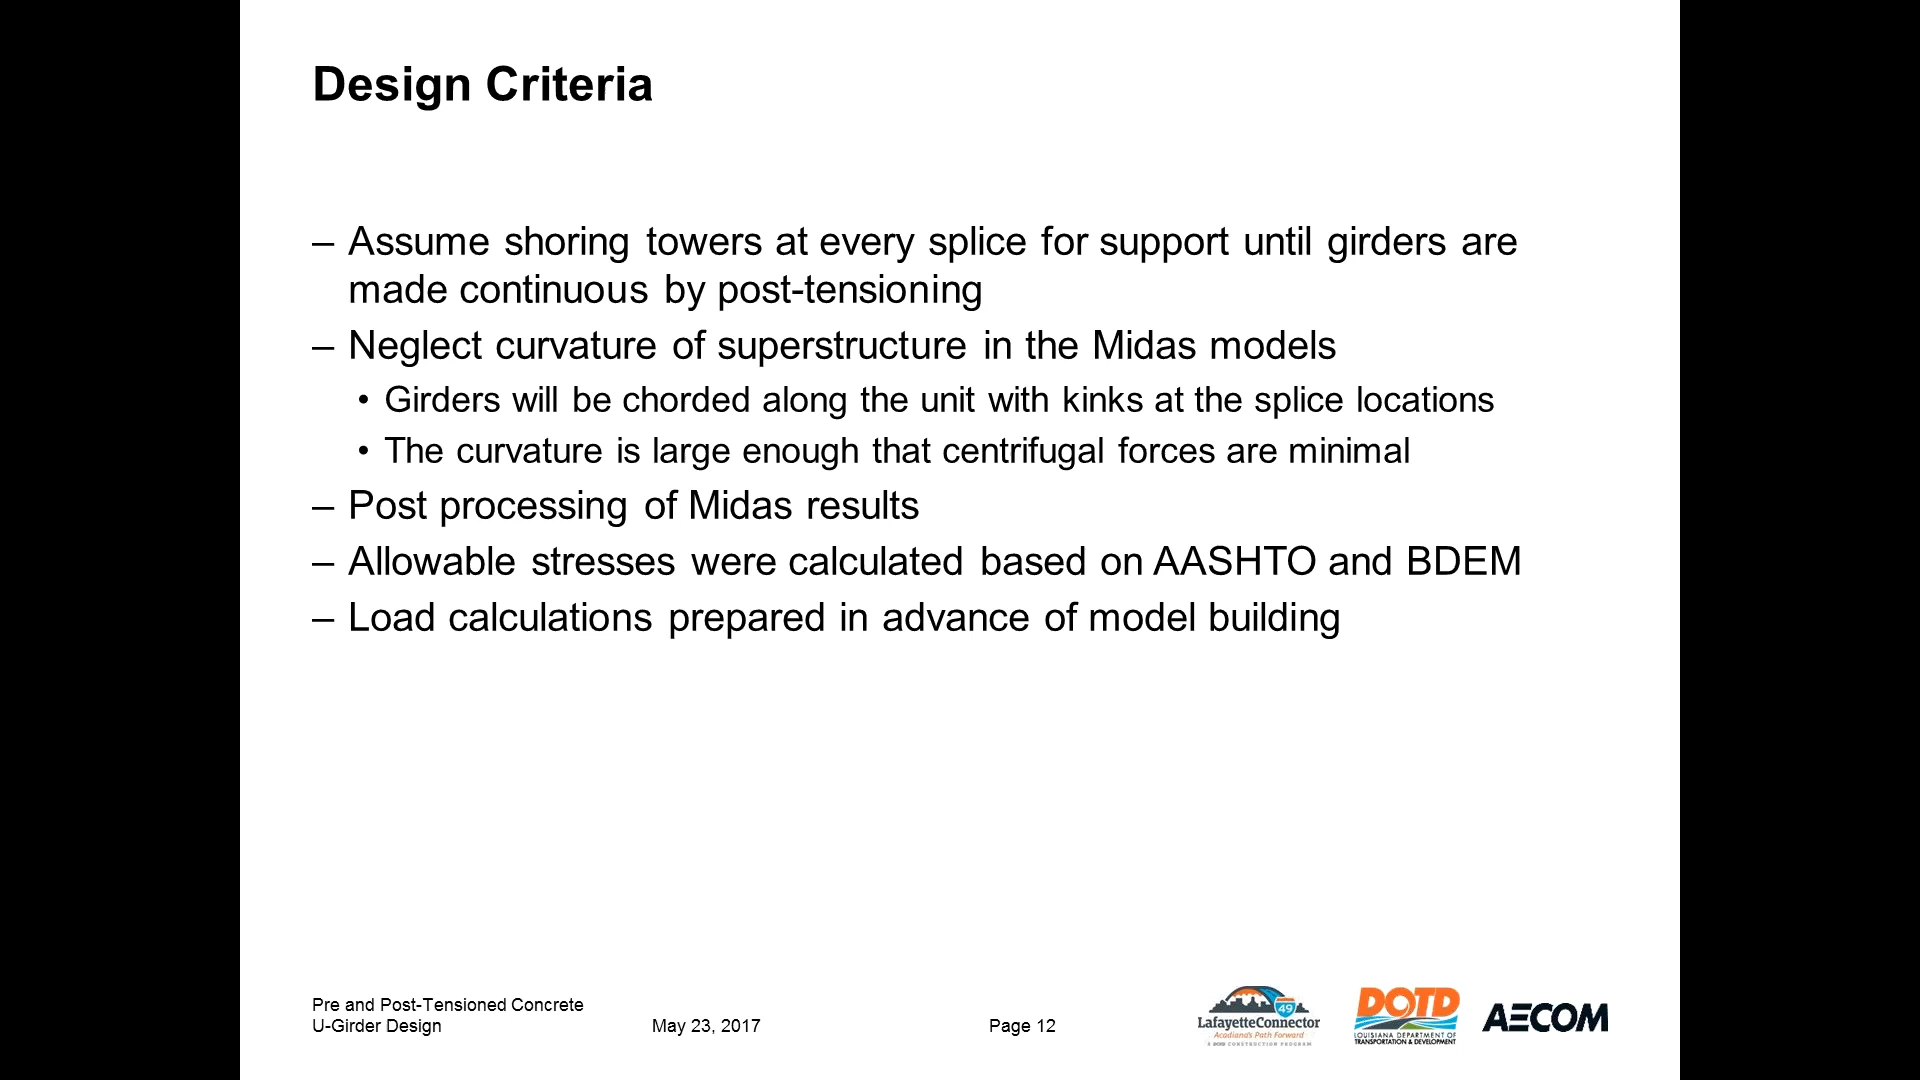 Design Criteria
– Assume shoring towers at every splice for support until girders are
made continuous by post-tensioning
– Neglect curvature of superstructure in the Midas models
• Girders will be chorded along the unit with kinks at the splice locations
• The curvature is large enough that centrifugal forces are minimal
– Post processing of Midas results
– Allowable stresses were calculated based on AASHTO and BDEM
– Load calculations prepared in advance of model building
Pre and Post-Tensioned Concrete
U-Girder Design
May 23, 2017
Page 12
49
LafayetteConnector
Acadiana's Path Forward
A DOTD CONSTRUCTION PROGRAM
DOTD
LOUISIANA DEPARTMENT OF
TRANSPORTATION & DEVELOPMENT
AECOM